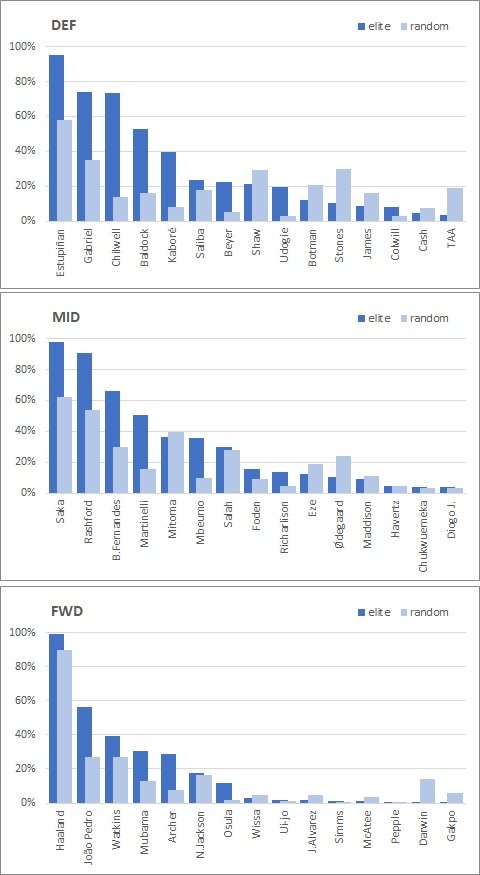 DEF
elite random
100%
80%
60%
40%
20%
0%
Estupiñan
Gabriel
Chilwell
Baldock
Kaboré
Saliba
Beyer
Shaw
Udogie
Botman
Stones
James
Colwill
Cash
TAA
MID
elite random
100%
80%
60%
40%
20%
0%
Saka
Rashford
B.Fernandes
Martinelli
Mitoma
Mbeumo
Salah
Foden
Richarlison
Eze
Ødegaard
Maddison
Havertz
Chukwuemeka
Diogo J.
FWD
elite random
100%
80%
60%
40%
20%
0%
Haaland
João Pedro
Watkins
Mubama
Archer
N.Jackson
Osula
Wissa
Ui-jo
J.Alvarez
Simms
McAtee
Pepple
Darwin
Gakpo